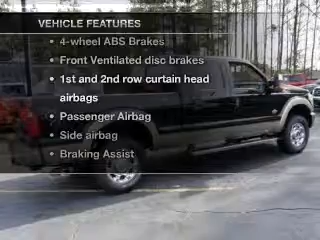 VEHICLE FEATURES
• 4-wheel ABS Brakes
• Front Ventilated disc brakes
• 1st and 2nd row curtain head
airbags
• Passenger Airbag
• Side airbag
• Braking Assist